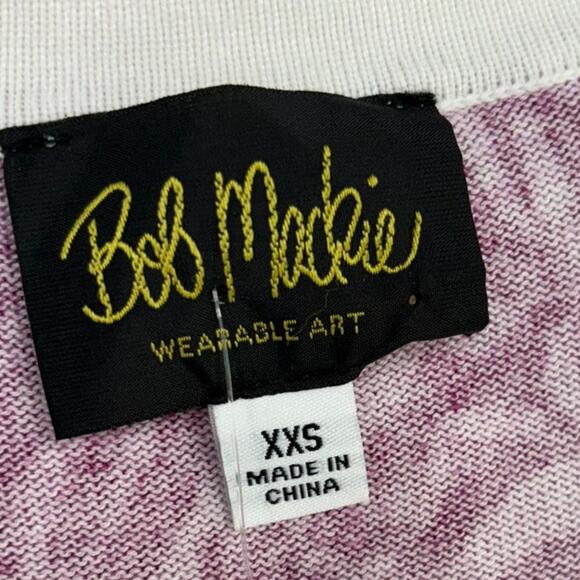 Bob Mackie
WEARABLE ART
XXS
MADE IN
CHINA